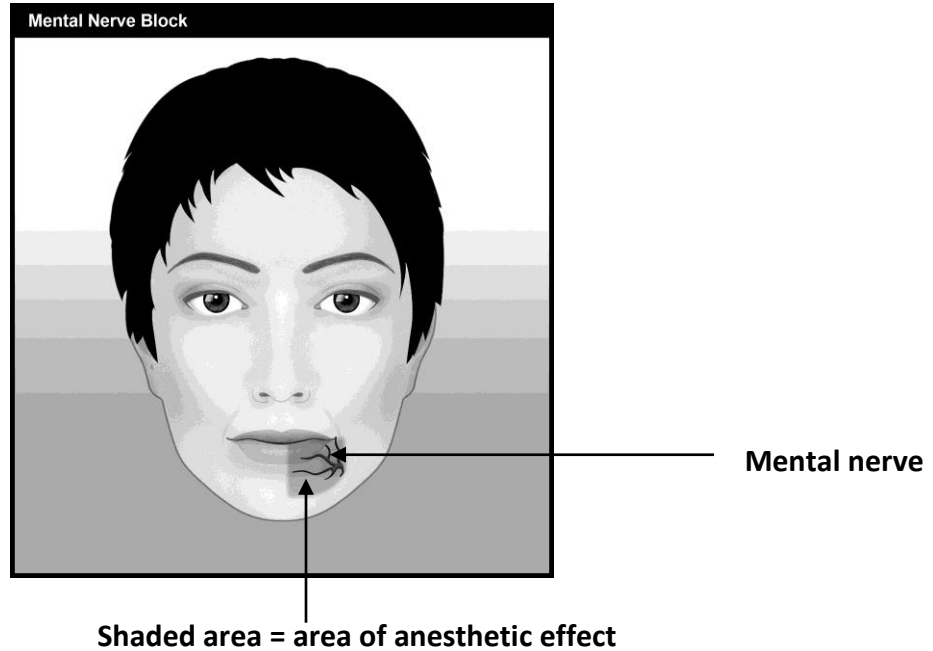 Mental Nerve Block
Mental nerve
Shaded area = area of anesthetic effect